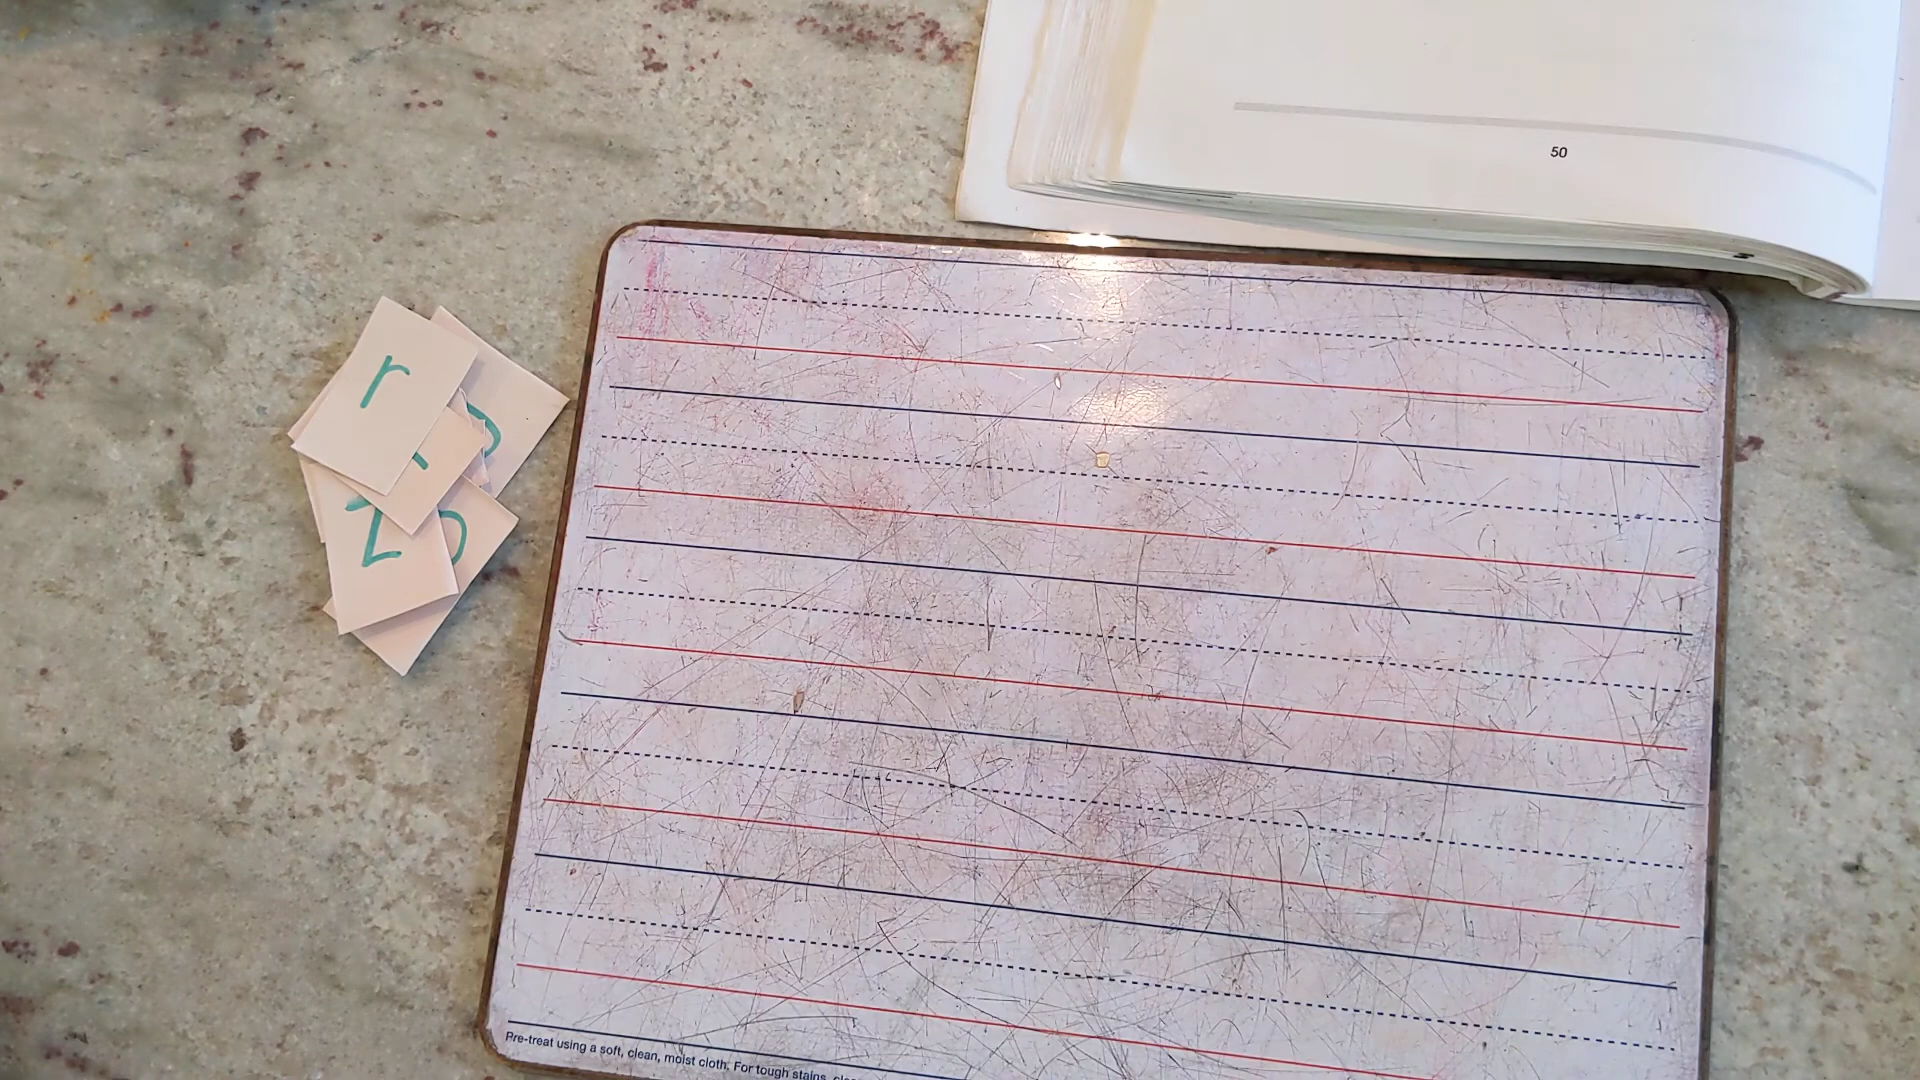 50
r
z
Pre-treat using a soft, clean, moist cloth. For tough stains,